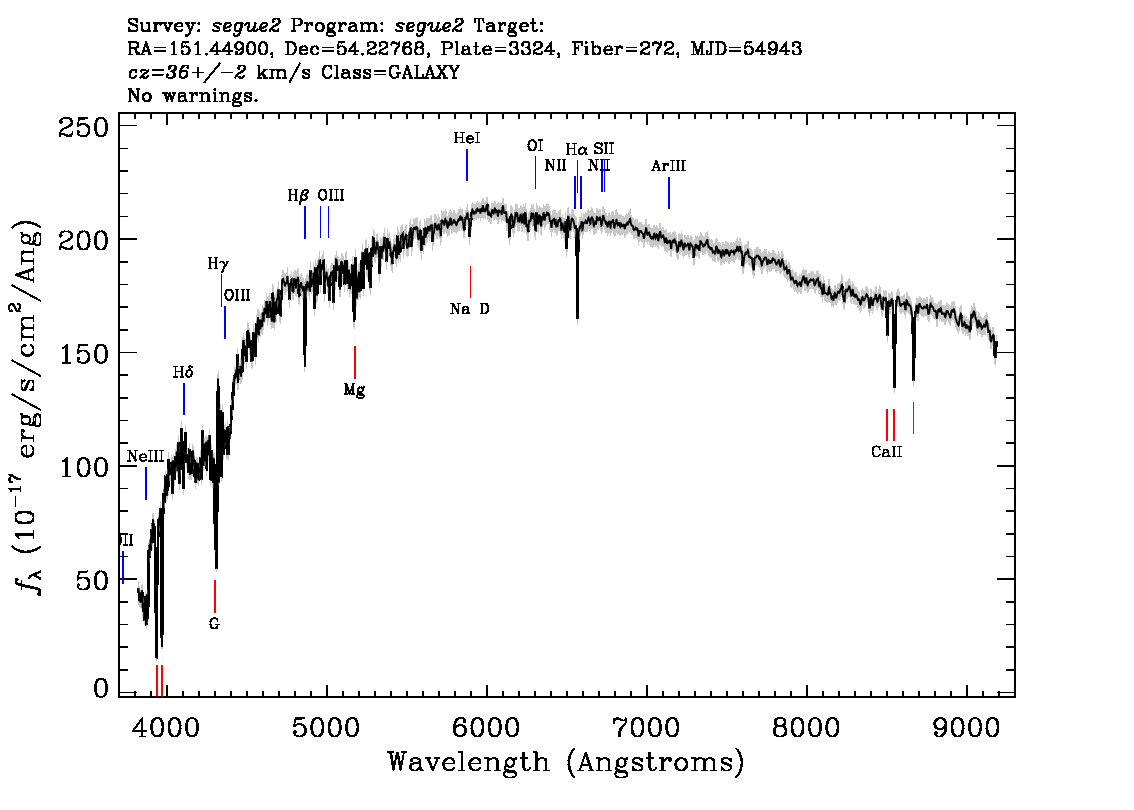 Survey: segue2 Program: segue2 Target:
RA=151.44900, Dec=54.22768, Plate=3324, Fiber=272, MJD=54943
cz=36+/-2 km/s Class=GALAXY
No warnings.
250
200
150
100
50
0
fλ (10⁻¹⁷ erg/s/cm²/Ang)
HeI
OI
Hα SII
NII NII
ArIII
Hβ OIII
Hγ
OIII
Na D
Hδ
Mg
NeIII
CaII
II
G
4000 5000 6000 7000 8000 9000
Wavelength (Angstroms)